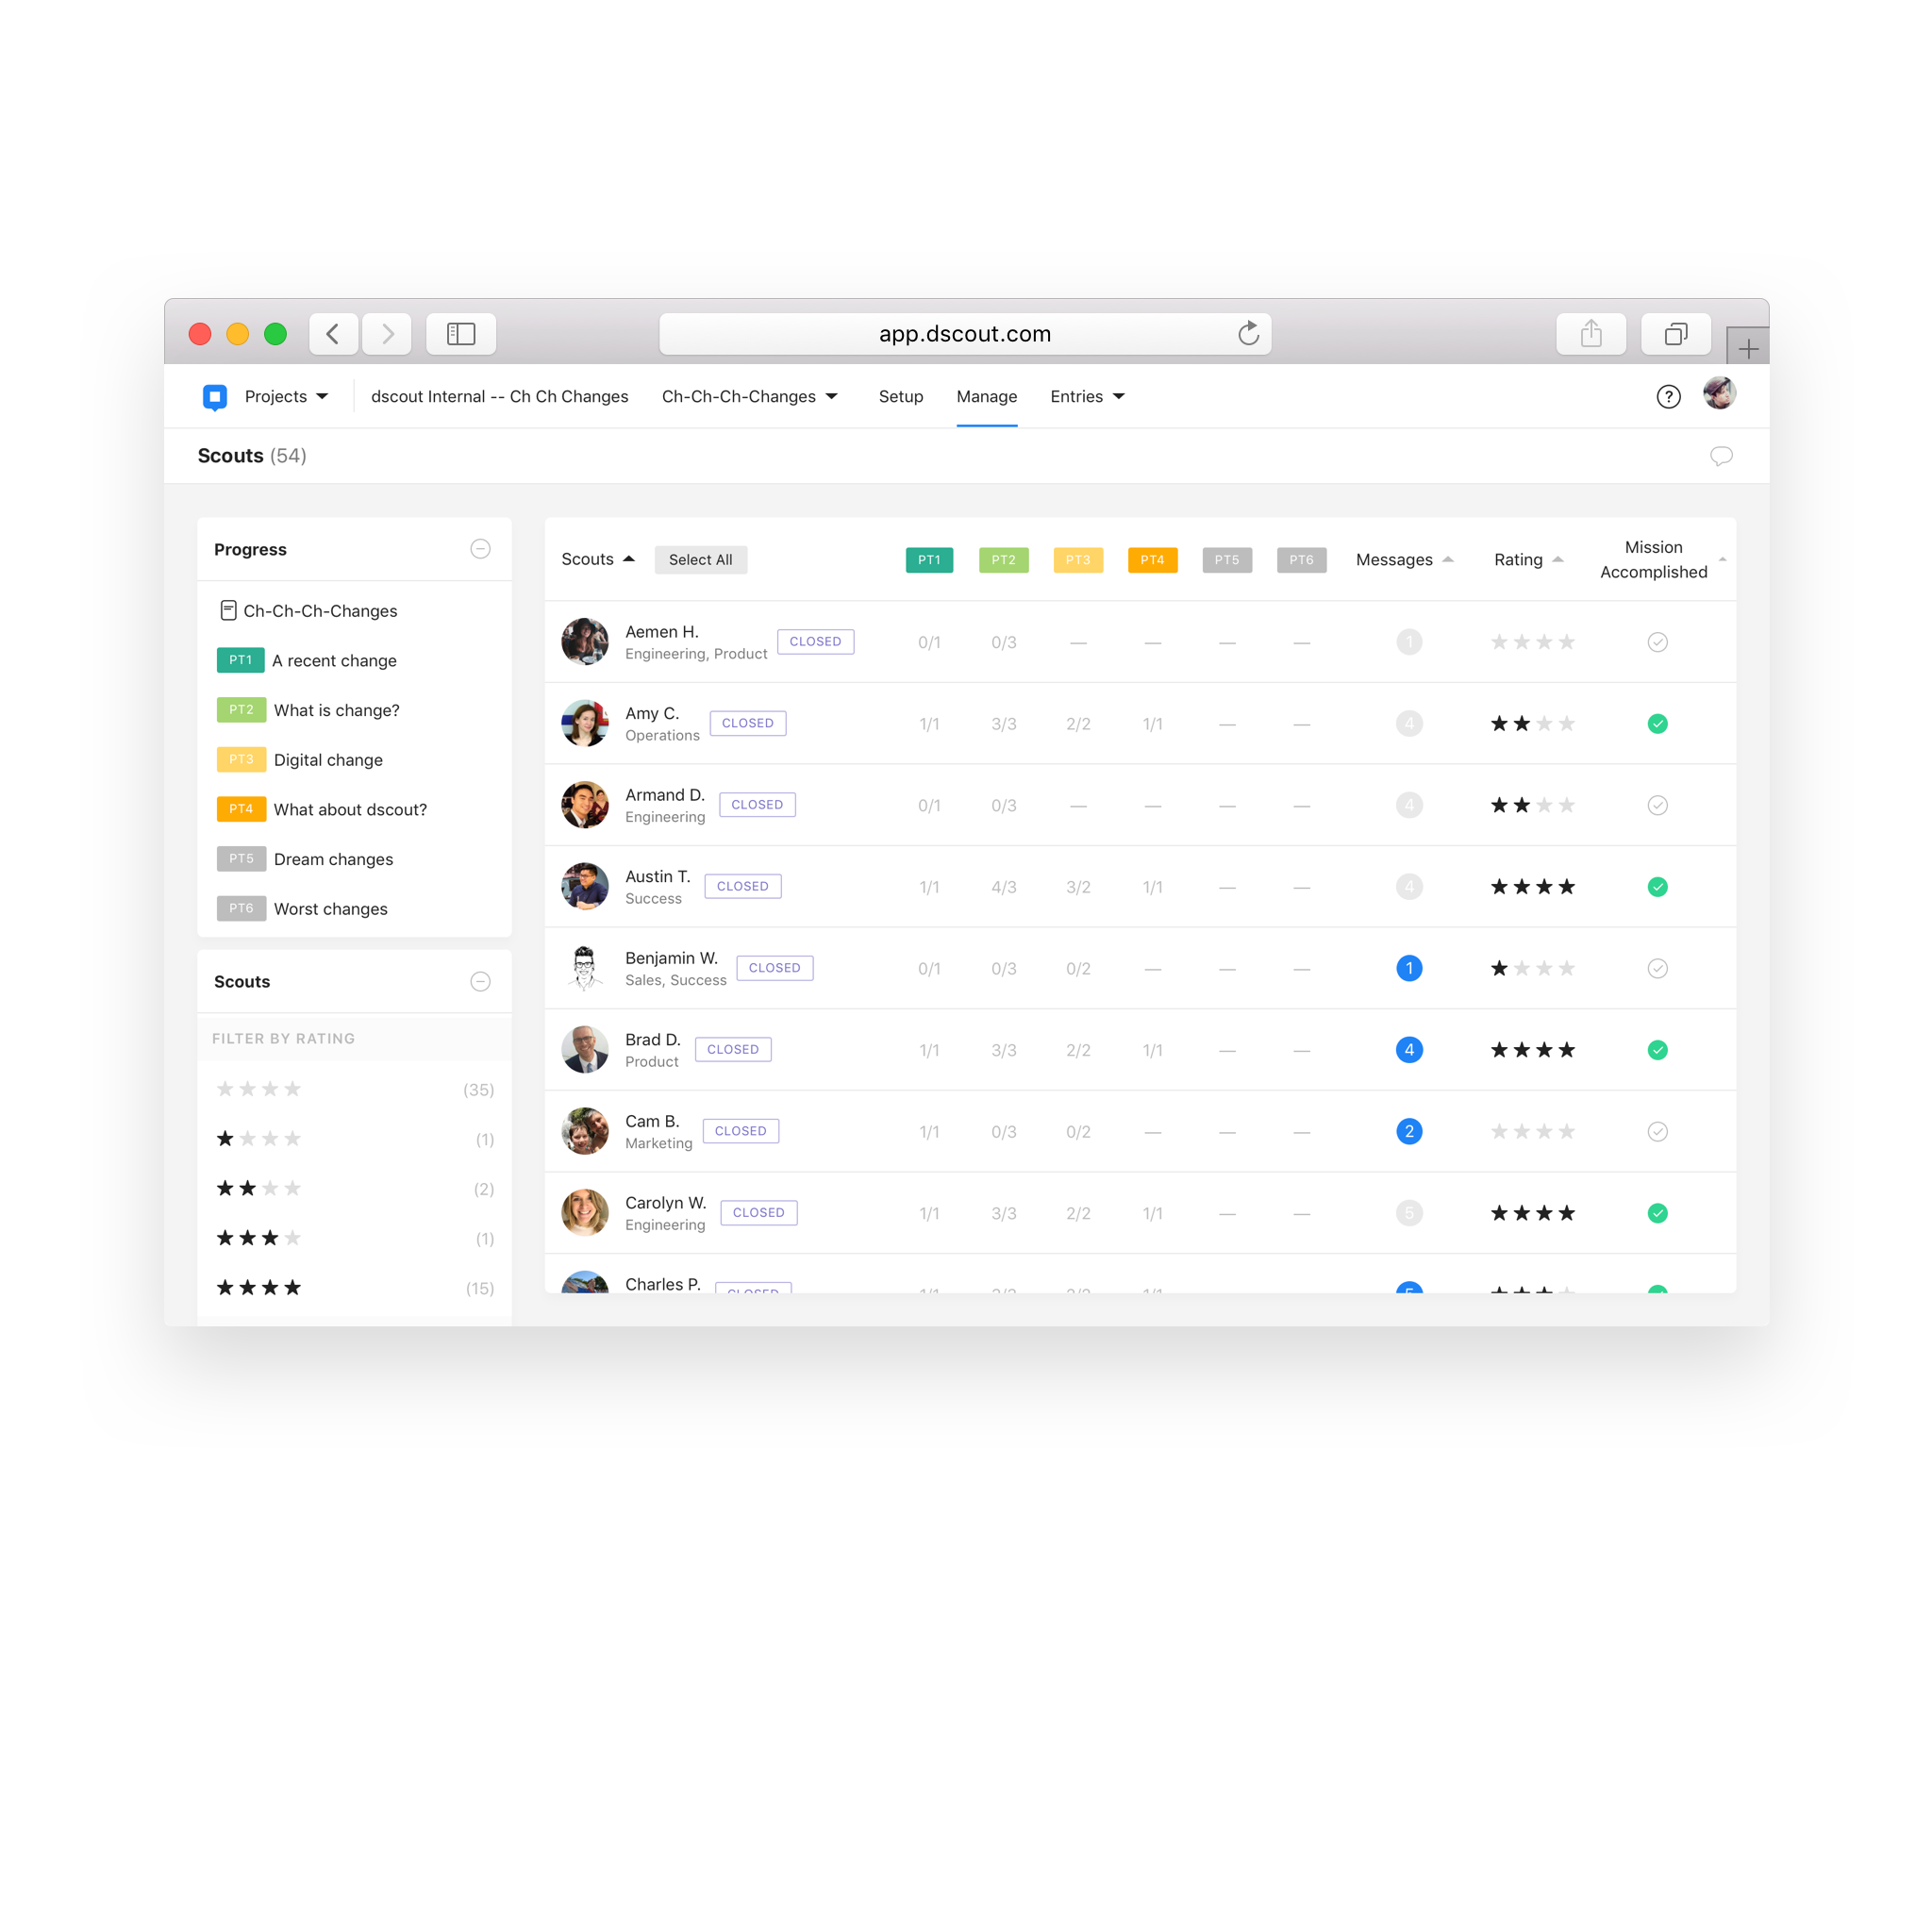 app.dscout.com
Projects
dscout Internal -- Ch Ch Changes
Ch-Ch-Ch-Changes
Setup
Manage
Entries
?
Scouts (54)
Progress
Ch-Ch-Ch-Changes
PT1 A recent change
PT2 What is change?
PT3 Digital change
PT4 What about dscout?
PT5 Dream changes
PT6 Worst changes
Scouts
FILTER BY RATING
(35)
(1)
(2)
(1)
(15)
Scouts Select All PT1 PT2 PT3 PT4 PT5 PT6 Messages Rating Mission Accomplished
Aemen H. CLOSED 0/1 0/3 — — — — 1
Engineering, Product
Amy C. CLOSED 1/1 3/3 2/2 1/1 — — 4
Operations
Armand D. CLOSED 0/1 0/3 — — — — 4
Engineering
Austin T. CLOSED 1/1 4/3 3/2 1/1 — — 4
Success
Benjamin W. CLOSED 0/1 0/3 0/2 — — — 1
Sales, Success
Brad D. CLOSED 1/1 3/3 2/2 1/1 — — 4
Product
Cam B. CLOSED 1/1 0/3 0/2 — — — 2
Marketing
Carolyn W. CLOSED 1/1 3/3 2/2 1/1 — — 5
Engineering
Charles P. CLOSED